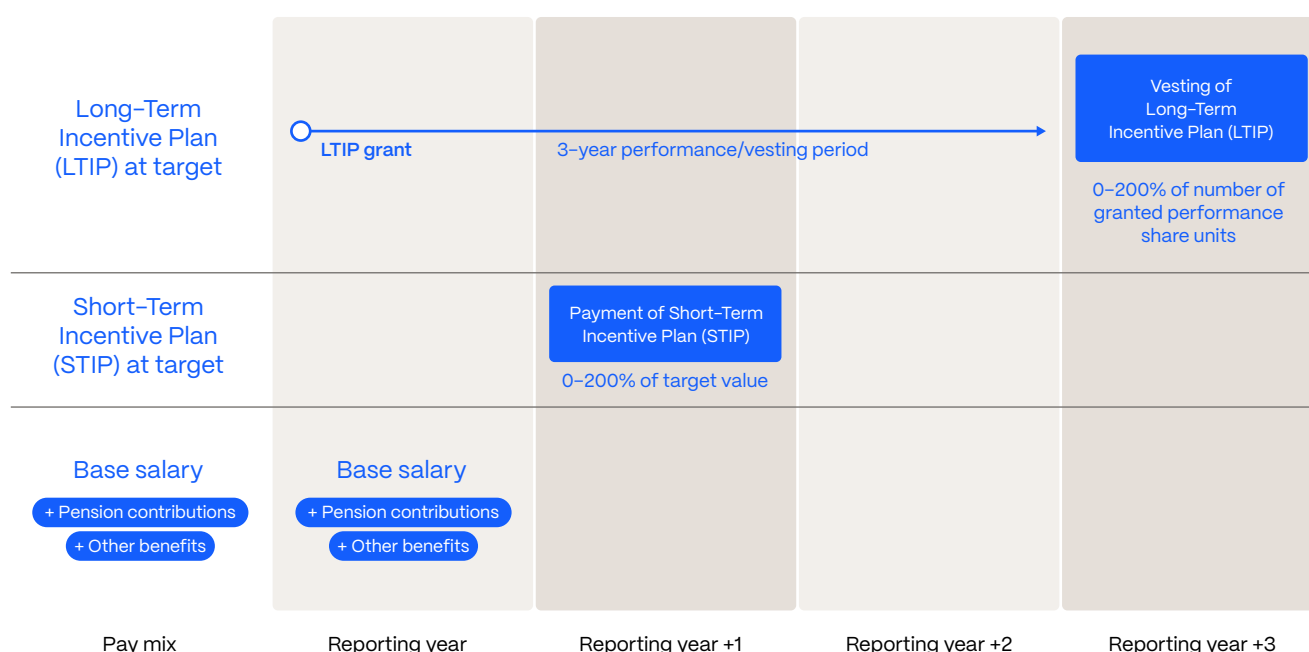 Long-Term
Incentive Plan
(LTIP) at target
LTIP grant
3-year performance/vesting period
Vesting of
Long-Term
Incentive Plan (LTIP)
0-200% of number of
granted performance
share units
Short-Term
Incentive Plan
(STIP) at target
Payment of Short-Term
Incentive Plan (STIP)
0-200% of target value
Base salary
+ Pension contributions
+ Other benefits
Base salary
+ Pension contributions
+ Other benefits
Pay mix
Reporting year
Reporting year +1
Reporting year +2
Reporting year +3